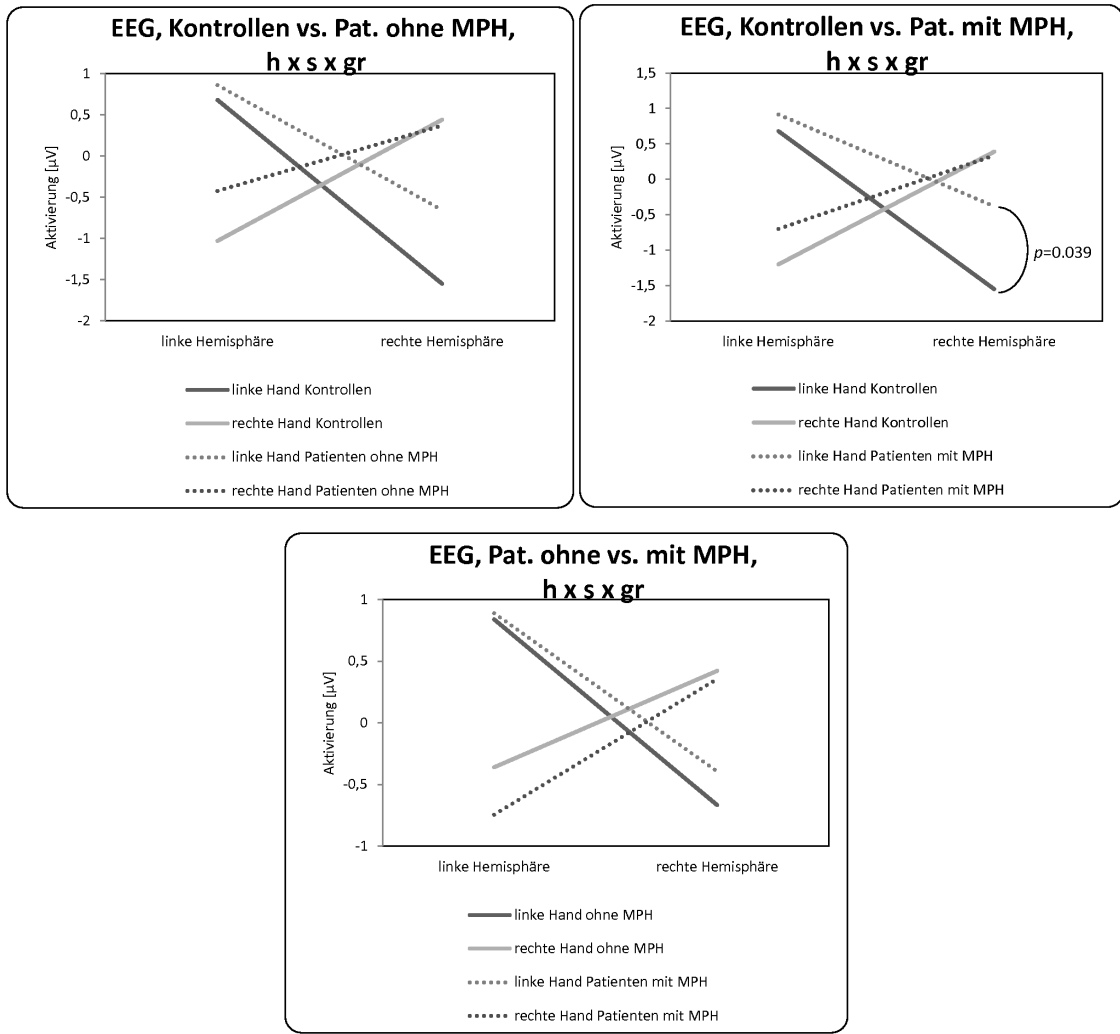 EEG, Kontrollen vs. Pat. ohne MPH,
h x s x gr
1
0,5
0
-0,5
-1
-1,5
-2
Aktivierung [µV]
linke Hemisphäre rechte Hemisphäre
linke Hand Kontrollen
rechte Hand Kontrollen
linke Hand Patienten ohne MPH
rechte Hand Patienten ohne MPH
EEG, Kontrollen vs. Pat. mit MPH,
h x s x gr
1,5
1
0,5
0
-0,5
-1
-1,5
-2
Aktivierung [µV]
p=0.039
linke Hemisphäre rechte Hemisphäre
linke Hand Kontrollen
rechte Hand Kontrollen
linke Hand Patienten mit MPH
rechte Hand Patienten mit MPH
EEG, Pat. ohne vs. mit MPH,
h x s x gr
1
0,5
0
-0,5
-1
Aktivierung [µV]
linke Hemisphäre rechte Hemisphäre
linke Hand ohne MPH
rechte Hand ohne MPH
linke Hand Patienten mit MPH
rechte Hand Patienten mit MPH